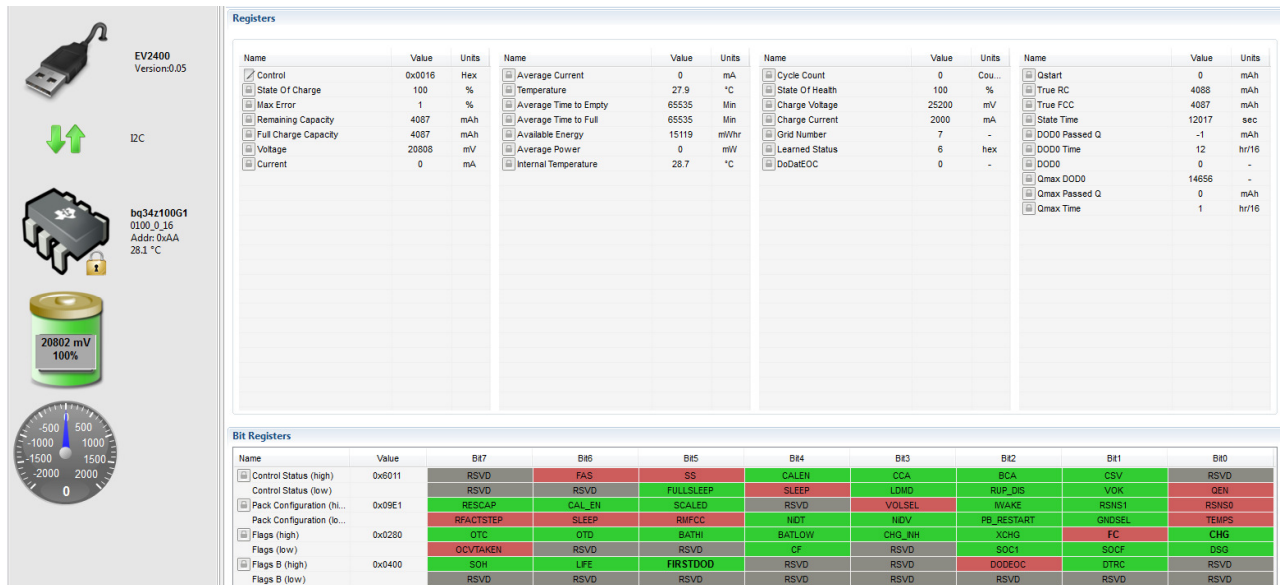 EV2400
Version:0.05
I2C
bq34z100G1
0100_0_16
Addr: 0xAA
28.1 °C
20802 mV
100%
-500 500
-1000 1000
-1500 1500
-2000 2000
0
Registers
Name Value Units Name Value Units Name Value Units Name Value Units
Control 0x0016 Hex Average Current 0 mA Cycle Count 0 Cou... Qstart 0 mAh
State Of Charge 100 % Temperature 27.9 °C State Of Health 100 % True RC 4088 mAh
Max Error 1 % Average Time to Empty 65535 Min Charge Voltage 25200 mV True FCC 4087 mAh
Remaining Capacity 4087 mAh Average Time to Full 65535 Min Charge Current 2000 mA State Time 12017 sec
Full Charge Capacity 4087 mAh Available Energy 15119 mWhr Grid Number 7 - DOD0 Passed Q -1 mAh
Voltage 20808 mV Average Power 0 mW Learned Status 6 hex DOD0 Time 12 hr/16
Current 0 mA Internal Temperature 28.7 °C DoDatEOC 0 - DOD0 0 -
Qmax DOD0 14656 -
Qmax Passed Q 0 mAh
Qmax Time 1 hr/16
Bit Registers
Name Value Bit7 Bit6 Bit5 Bit4 Bit3 Bit2 Bit1 Bit0
Control Status (high) 0x6011 RSVD FAS SS CALEN CCA BCA CSV RSVD
Control Status (low) RSVD RSVD FULLSLEEP SLEEP LDMD RUP_DIS VOK QEN
Pack Configuration (hi... 0x09E1 RESCAP CAL_EN SCALED RSVD VOLSEL IWAKE RSNS1 RSNS0
Pack Configuration (lo... RFACTSTEP SLEEP RMFCC NiDT NiDV PB_RESTART GNDSEL TEMPS
Flags (high) 0x0280 OTC OTD BATHI BATLOW CHG_INH XCHG FC CHG
Flags (low) OCVTAKEN RSVD RSVD CF RSVD SOC1 SOCF DSG
Flags B (high) 0x0400 SOH LIFE FIRSTDOD RSVD RSVD DODEOC DTRC RSVD
Flags B (low) RSVD RSVD RSVD RSVD RSVD RSVD RSVD RSVD